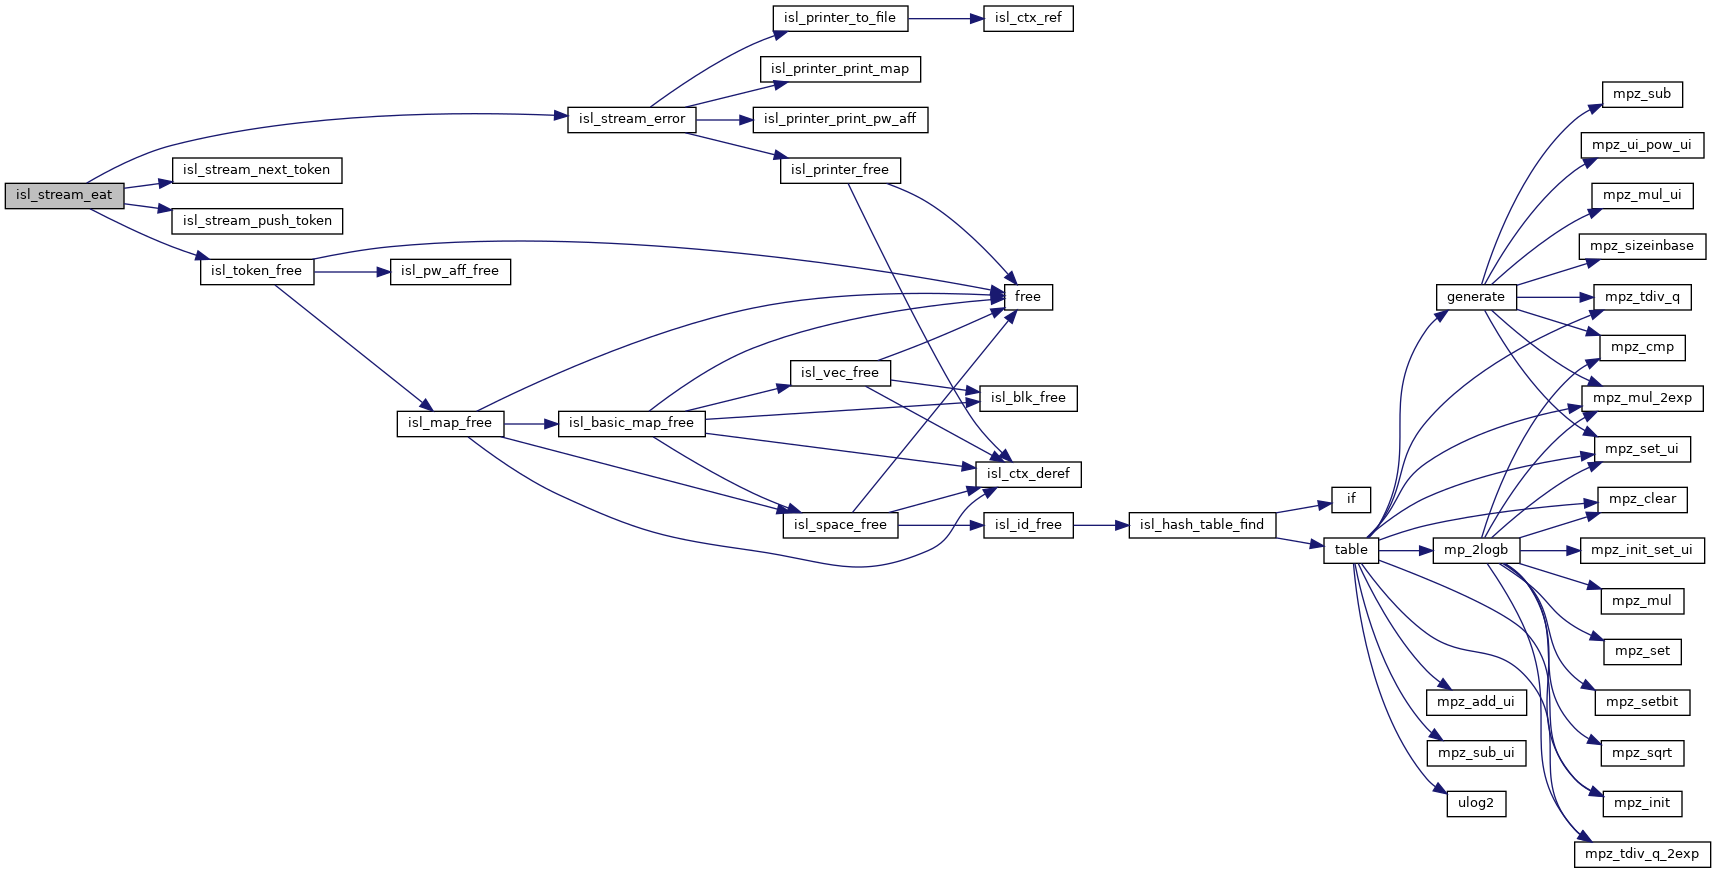 isl_stream_eat
isl_stream_error
isl_stream_next_token
isl_stream_push_token
isl_token_free
isl_printer_to_file
isl_ctx_ref
isl_printer_print_map
isl_printer_print_pw_aff
isl_printer_free
isl_pw_aff_free
free
isl_map_free
isl_basic_map_free
isl_vec_free
isl_blk_free
isl_ctx_deref
isl_space_free
isl_id_free
isl_hash_table_find
if
table
generate
mp_2logb
mpz_add_ui
mpz_sub_ui
ulog2
mpz_sub
mpz_ui_pow_ui
mpz_mul_ui
mpz_sizeinbase
mpz_tdiv_q
mpz_cmp
mpz_mul_2exp
mpz_set_ui
mpz_clear
mpz_init_set_ui
mpz_mul
mpz_set
mpz_setbit
mpz_sqrt
mpz_init
mpz_tdiv_q_2exp